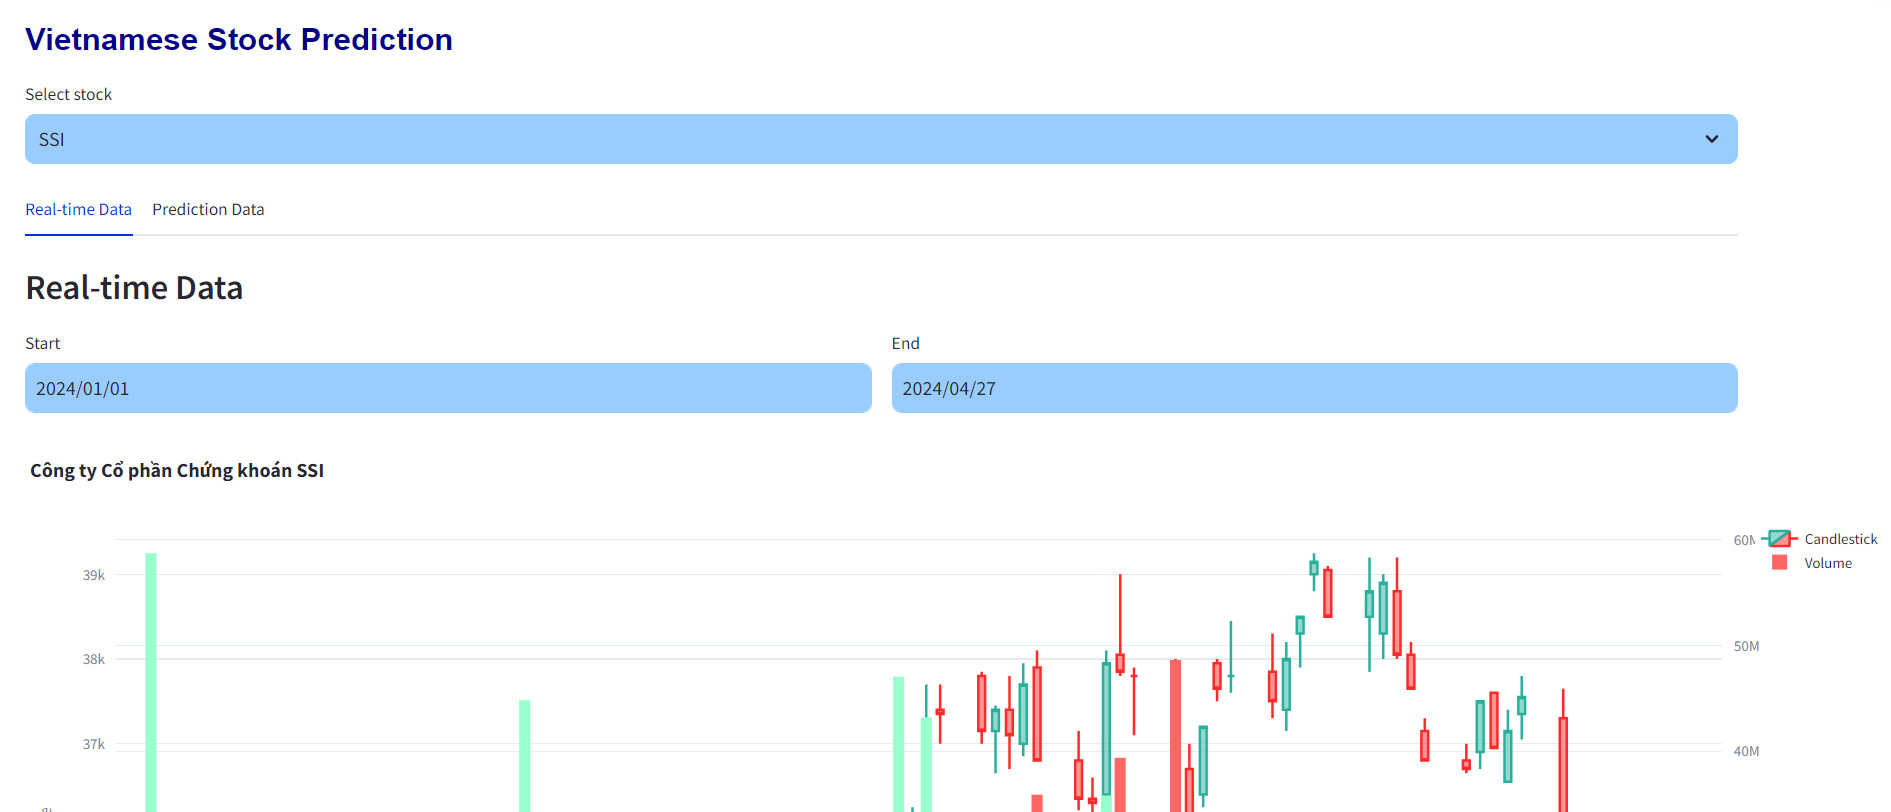 Vietnamese Stock Prediction
Select stock
SSI
Real-time Data Prediction Data
Real-time Data
Start End
2024/01/01 2024/04/27
Công ty Cổ phần Chứng khoán SSI
60M Candlestick
Volume
39k
38k 50M
37k 40M